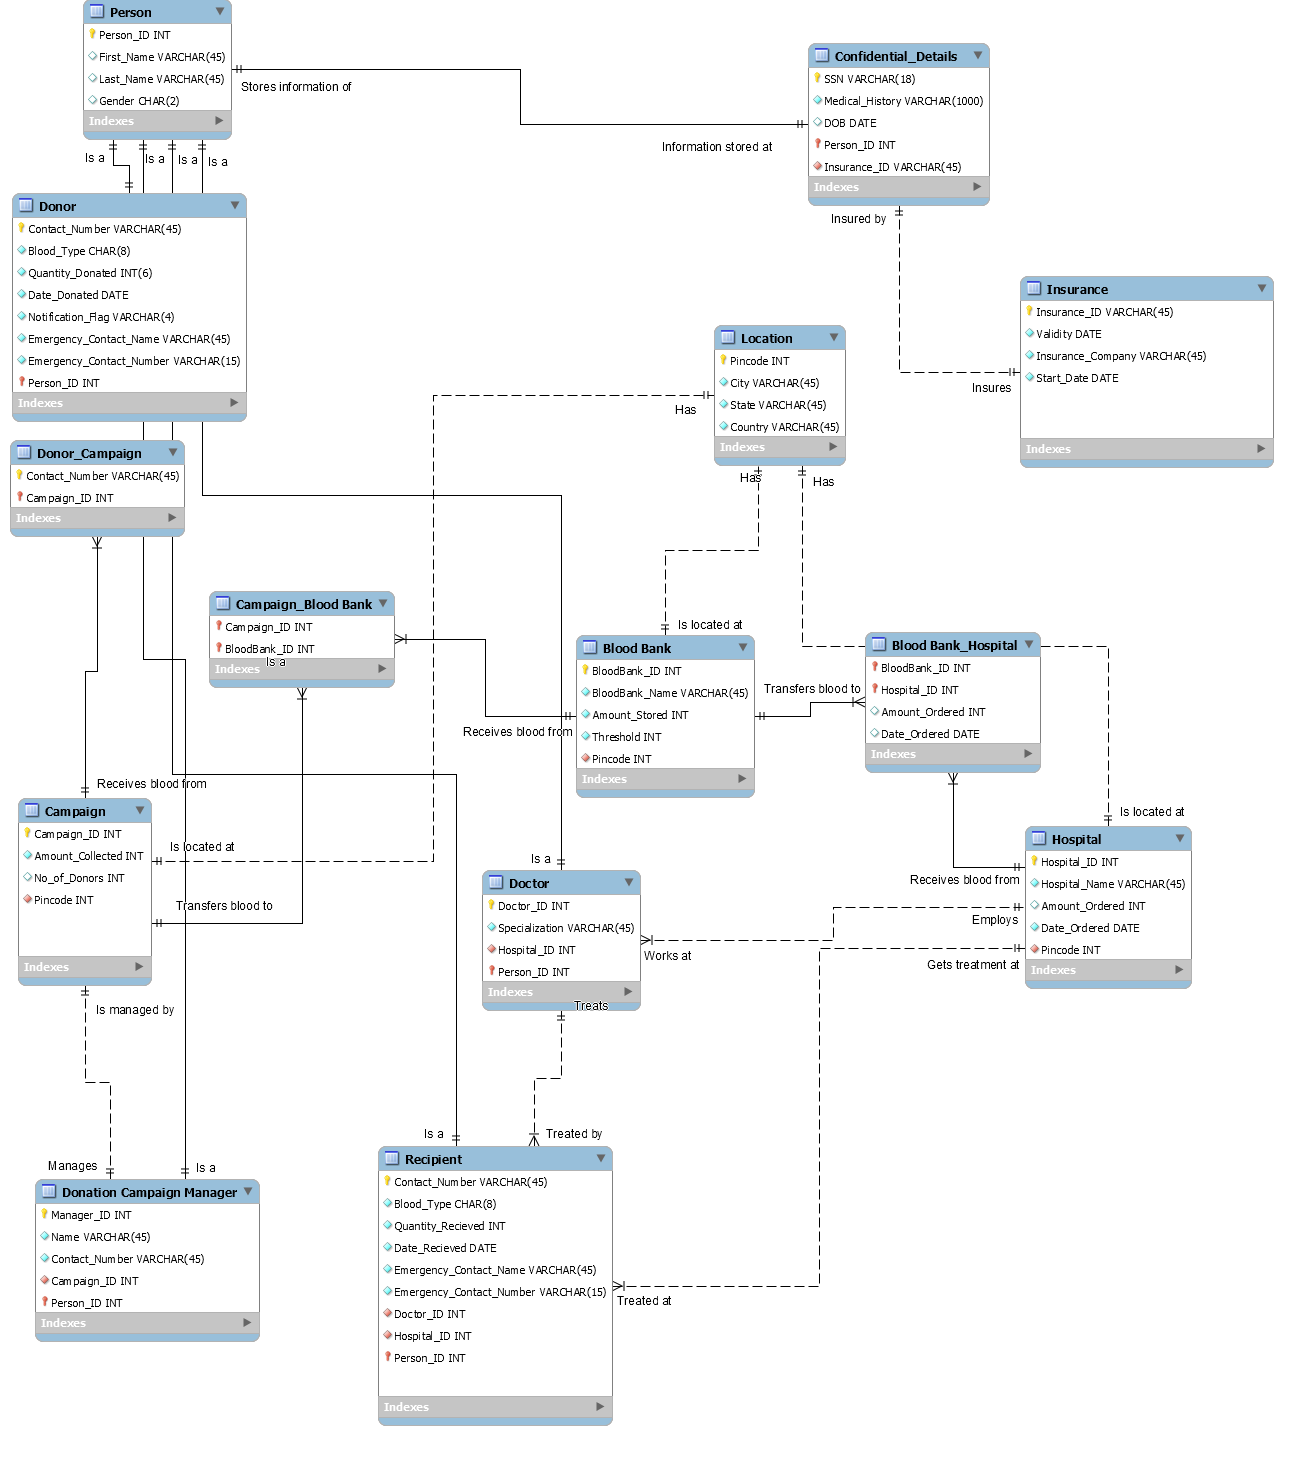 Person
Person_ID INT
First_Name VARCHAR(45)
Last_Name VARCHAR(45)
Gender CHAR(2)
Indexes
Stores information of
Is a
Is a
Is a
Is a
Confidential_Details
SSN VARCHAR(18)
Medical_History VARCHAR(1000)
DOB DATE
Person_ID INT
Insurance_ID VARCHAR(45)
Indexes
Information stored at
Insured by
Donor
Contact_Number VARCHAR(45)
Blood_Type CHAR(8)
Quantity_Donated INT(6)
Date_Donated DATE
Notification_Flag VARCHAR(4)
Emergency_Contact_Name VARCHAR(45)
Emergency_Contact_Number VARCHAR(15)
Person_ID INT
Indexes
Insurance
Insurance_ID VARCHAR(45)
Validity DATE
Insurance_Company VARCHAR(45)
Start_Date DATE
Indexes
Insures
Location
Pincode INT
City VARCHAR(45)
State VARCHAR(45)
Country VARCHAR(45)
Indexes
Has
Has
Has
Donor_Campaign
Contact_Number VARCHAR(45)
Campaign_ID INT
Indexes
Campaign_Blood Bank
Campaign_ID INT
BloodBank_ID INT
Indexes
Is a
Is located at
Blood Bank
BloodBank_ID INT
BloodBank_Name VARCHAR(45)
Amount_Stored INT
Threshold INT
Pincode INT
Indexes
Receives blood from
Transfers blood to
Blood Bank_Hospital
BloodBank_ID INT
Hospital_ID INT
Amount_Ordered INT
Date_Ordered DATE
Indexes
Receives blood from
Campaign
Campaign_ID INT
Amount_Collected INT
No_of_Donors INT
Pincode INT
Indexes
Is located at
Transfers blood to
Is managed by
Is located at
Hospital
Hospital_ID INT
Hospital_Name VARCHAR(45)
Amount_Ordered INT
Date_Ordered DATE
Pincode INT
Indexes
Receives blood from
Employs
Gets treatment at
Is a
Doctor
Doctor_ID INT
Specialization VARCHAR(45)
Hospital_ID INT
Person_ID INT
Indexes
Works at
Treats
Treated by
Manages
Is a
Donation Campaign Manager
Manager_ID INT
Name VARCHAR(45)
Contact_Number VARCHAR(45)
Campaign_ID INT
Person_ID INT
Indexes
Is a
Recipient
Contact_Number VARCHAR(45)
Blood_Type CHAR(8)
Quantity_Recieved INT
Date_Recieved DATE
Emergency_Contact_Name VARCHAR(45)
Emergency_Contact_Number VARCHAR(15)
Doctor_ID INT
Hospital_ID INT
Person_ID INT
Indexes
Treated at